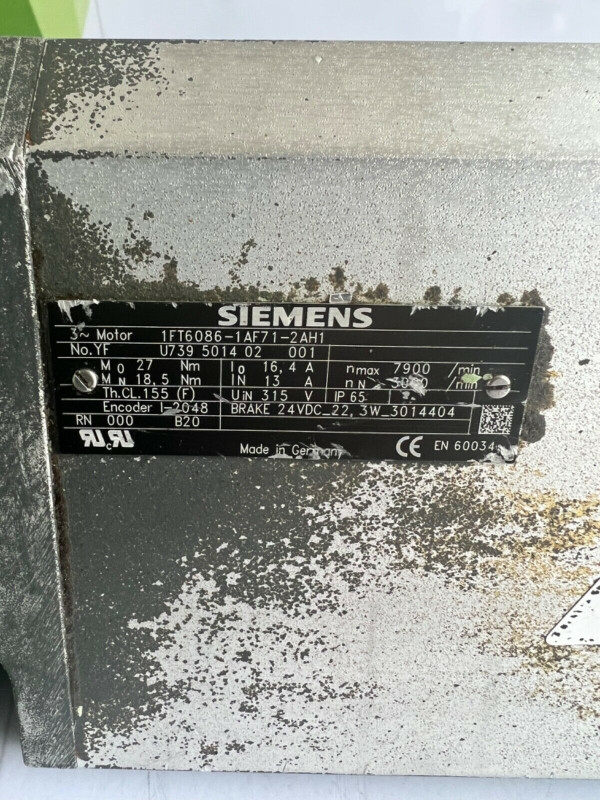 SIEMENS
3~ Motor 1FT6086-1AF71-2AH1
No.YF U739 5014 02 001
M0 27 Nm I0 16,4 A nmax 7900 /min
MN 18,5 Nm IN 13 A nN /min
Th.CL.155 (F) UiN 315 V IP 65
Encoder I-2048 BRAKE 24VDC_22,3W_3014404
RN 000 B20
Made in Germany CE EN 60034